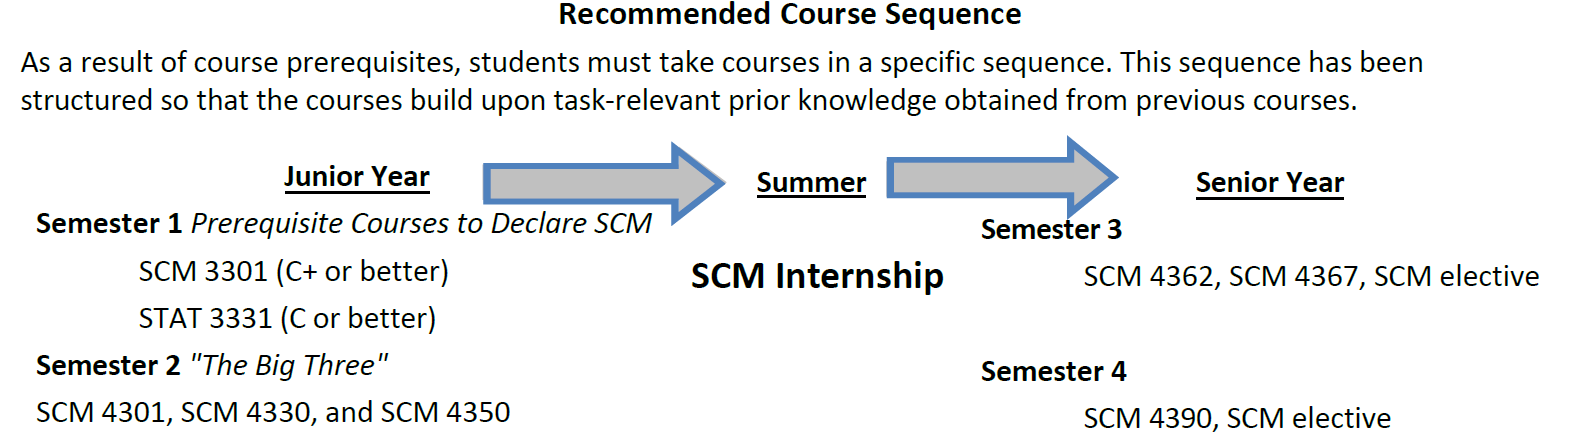 Recommended Course Sequence
As a result of course prerequisites, students must take courses in a specific sequence. This sequence has been
structured so that the courses build upon task-relevant prior knowledge obtained from previous courses.
Junior Year
Semester 1 Prerequisite Courses to Declare SCM
SCM 3301 (C+ or better)
STAT 3331 (C or better)
Semester 2 "The Big Three"
SCM 4301, SCM 4330, and SCM 4350
Summer
SCM Internship
Senior Year
Semester 3
SCM 4362, SCM 4367, SCM elective
Semester 4
SCM 4390, SCM elective